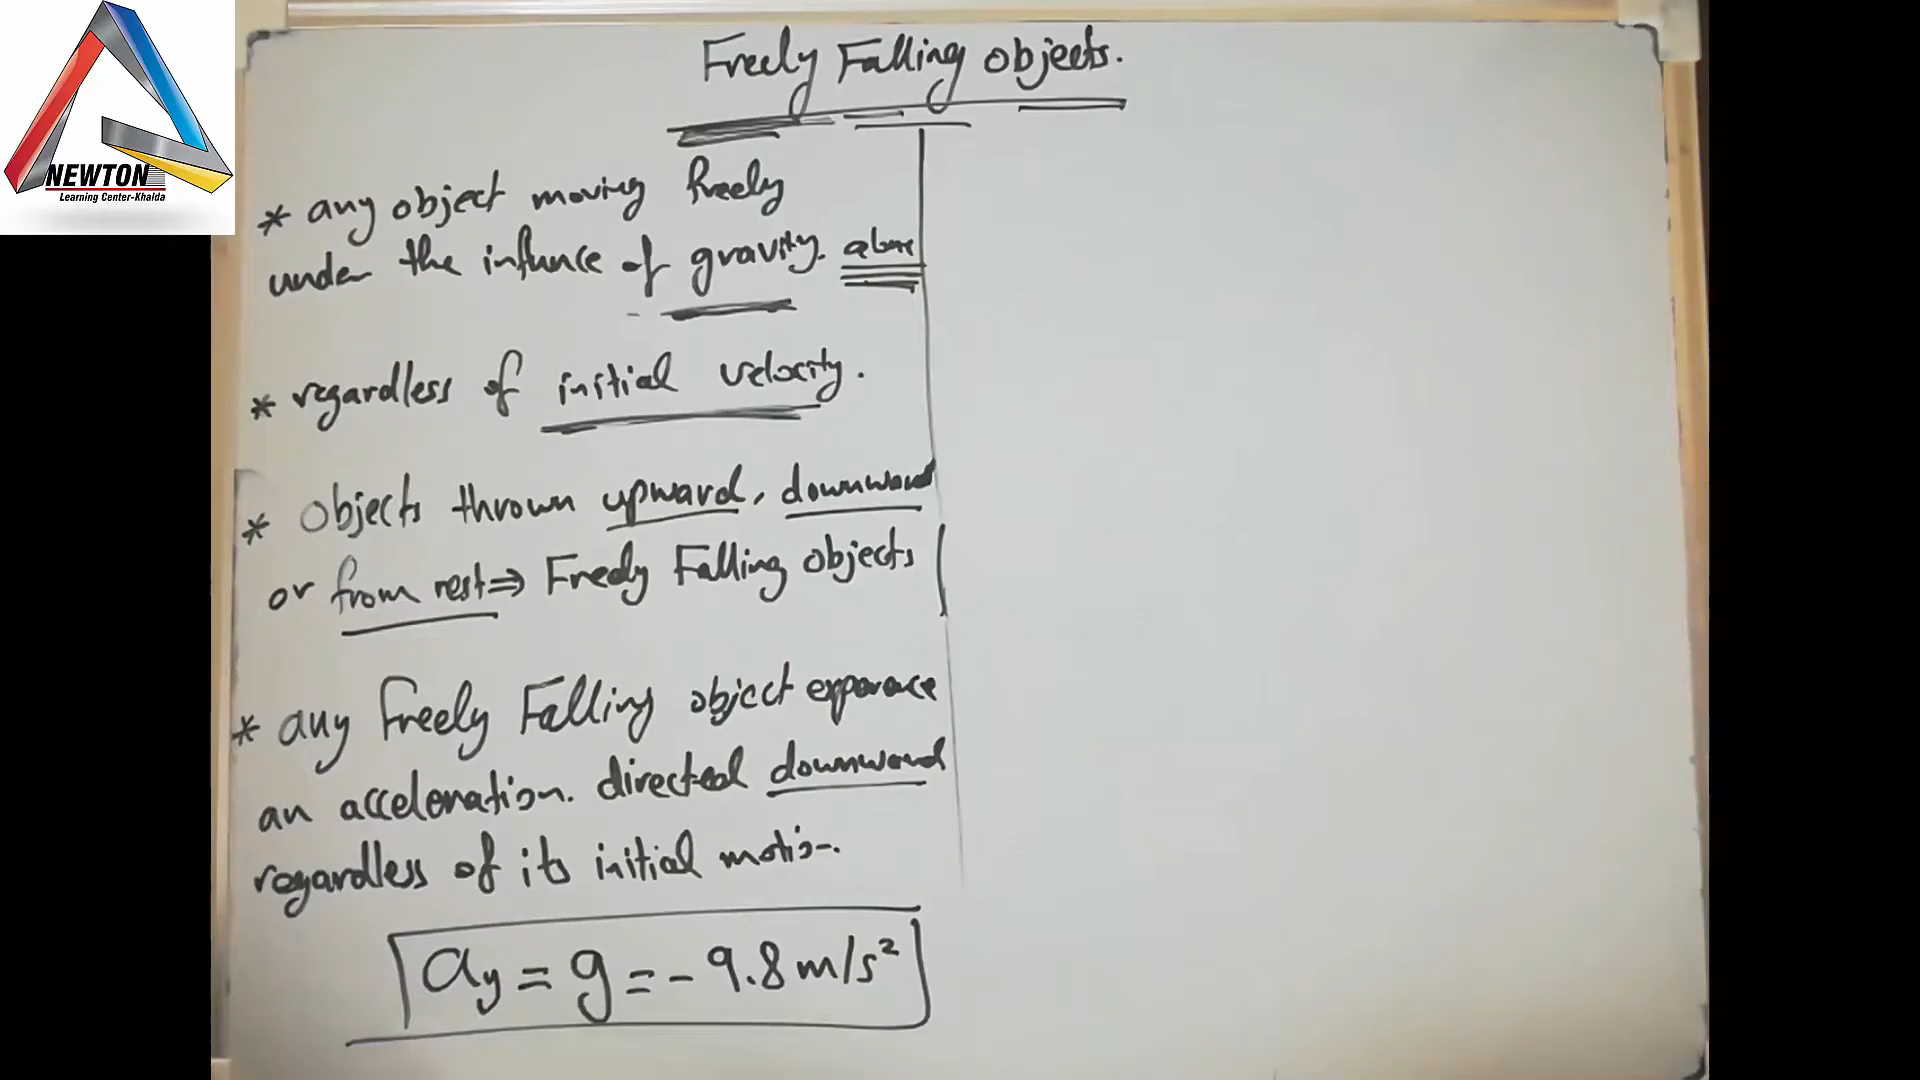 NEWTON
Learning Center-Khalda
Freely Falling objects.
* any object moving freely
under the influnce of gravity. alone
* regardless of initial velocity.
* Objects thrown upward, downward
or from rest ⇒ Freely Falling objects
* any Freely Falling object
an acceleration. directed downward
regardless of its initial motion.
ay = g = - 9.8 m/s²